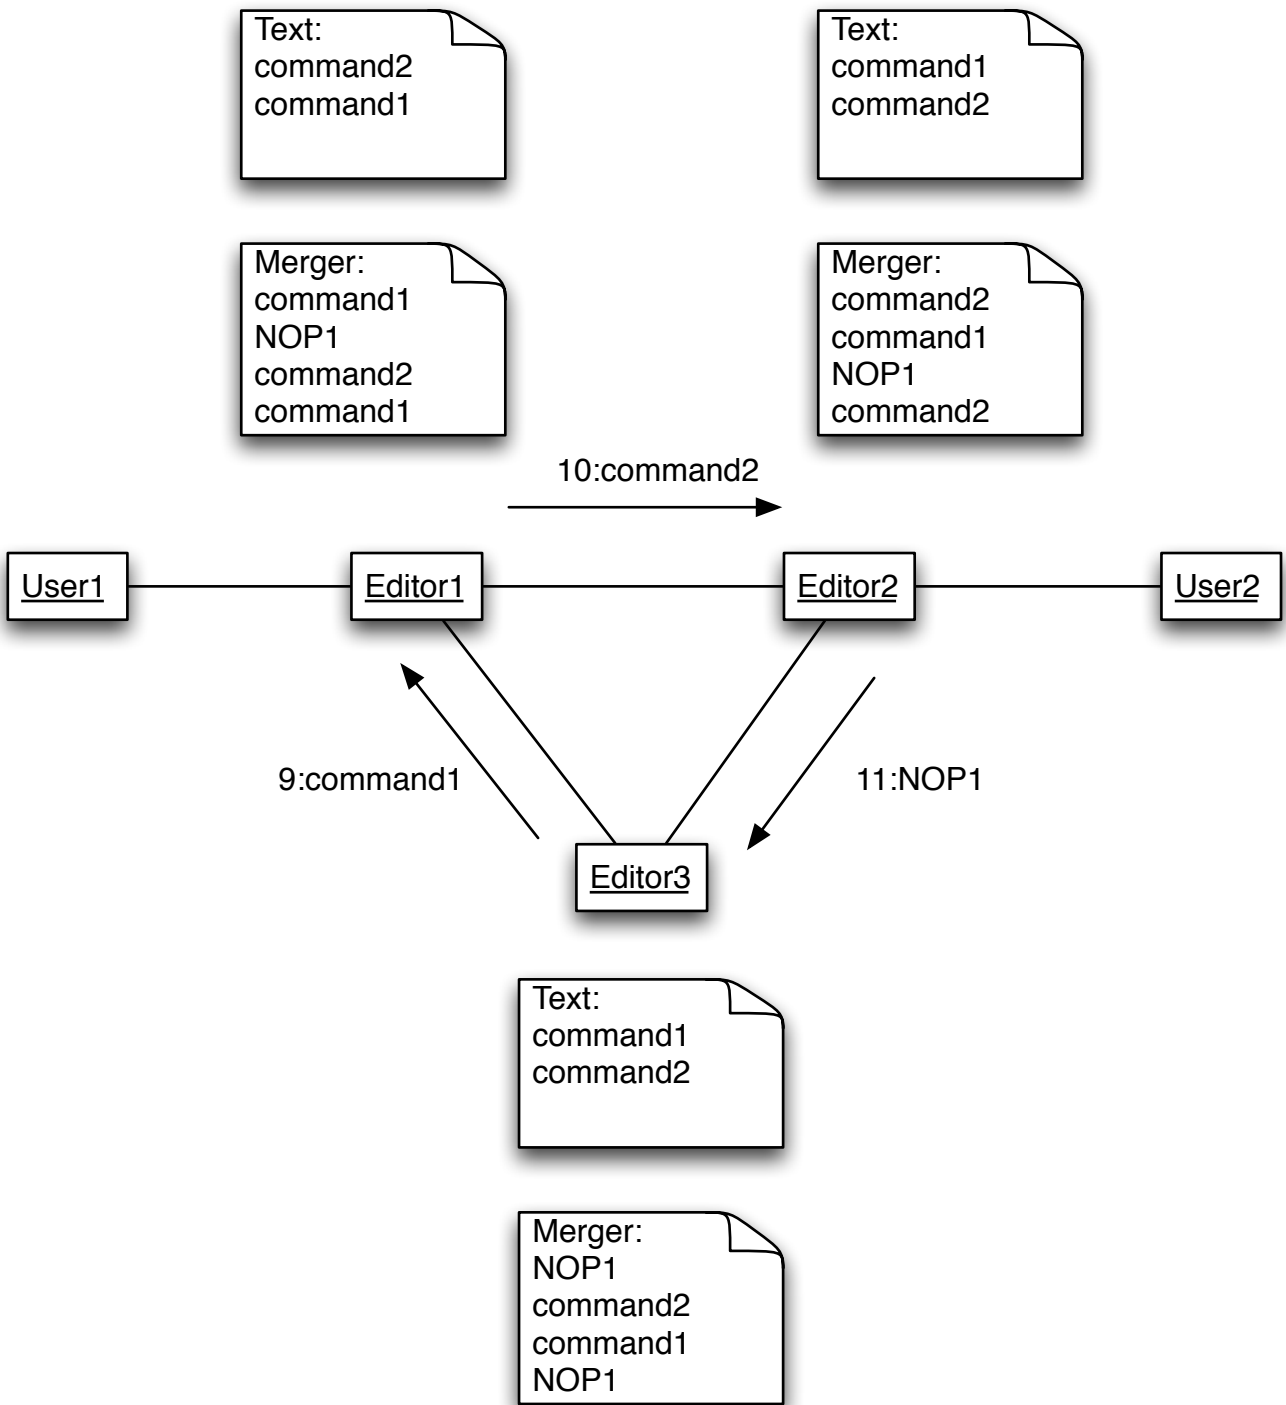 Text:
command2
command1
Text:
command1
command2
Merger:
command1
NOP1
command2
command1
Merger:
command2
command1
NOP1
command2
10:command2
User1
Editor1
Editor2
User2
9:command1
11:NOP1
Editor3
Text:
command1
command2
Merger:
NOP1
command2
command1
NOP1